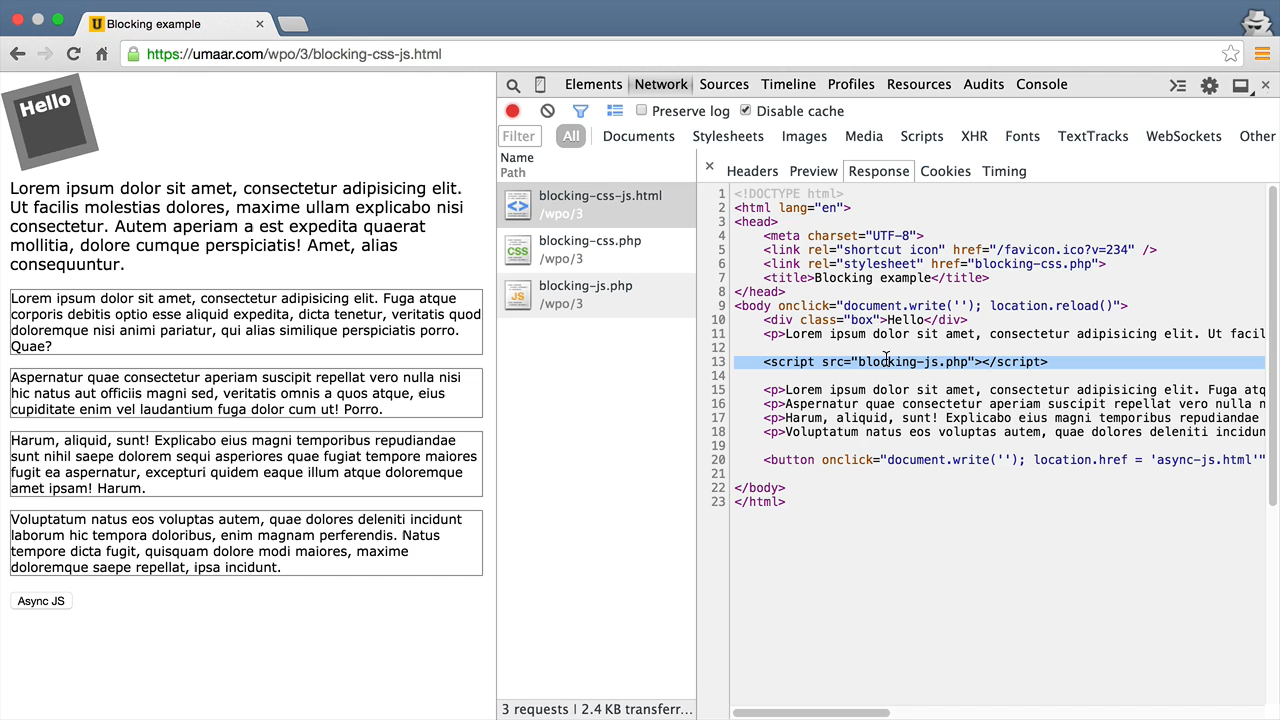 Blocking example
https://umaar.com/wpo/3/blocking-css-js.html
Hello
Lorem ipsum dolor sit amet, consectetur adipisicing elit.
Ut facilis molestias dolores, maxime ullam explicabo nisi
consectetur. Autem aperiam a est expedita quaerat
mollitia, dolore cumque perspiciatis! Amet, alias
consequuntur.
Lorem ipsum dolor sit amet, consectetur adipisicing elit. Fuga atque
corporis debitis optio esse aliquid expedita, dicta tenetur, veritatis quod
doloremque nisi animi pariatur, qui alias similique perspiciatis porro.
Quae?
Aspernatur quae consectetur aperiam suscipit repellat vero nulla nisi
hic natus aut officiis magni sed, veritatis omnis a quos atque, eius
cupiditate enim vel laudantium fuga dolor cum ut! Porro.
Harum, aliquid, sunt! Explicabo eius magni temporibus repudiandae
sunt nihil saepe dolorem sequi asperiores quae fugiat tempore maiores
fugit ea aspernatur, excepturi quidem eaque illum atque doloremque
amet ipsam! Harum.
Voluptatum natus eos voluptas autem, quae dolores deleniti incidunt
laborum hic tempora doloribus, enim magnam perferendis. Natus
tempore dicta fugit, quisquam dolore modi maiores, maxime
doloremque saepe repellat, ipsa incidunt.
Async JS
Elements Network Sources Timeline Profiles Resources Audits Console
Preserve log Disable cache
Filter All Documents Stylesheets Images Media Scripts XHR Fonts TextTracks WebSockets Other
Name
Path
blocking-css-js.html
/wpo/3
CSS blocking-css.php
/wpo/3
JS blocking-js.php
/wpo/3
3 requests | 2.4 KB transferr...
Headers Preview Response Cookies Timing
1 <!DOCTYPE html>
2 <html lang="en">
3 <head>
4 <meta charset="UTF-8">
5 <link rel="shortcut icon" href="/favicon.ico?v=234" />
6 <link rel="stylesheet" href="blocking-css.php">
7 <title>Blocking example</title>
8 </head>
9 <body onclick="document.write(''); location.reload()">
10 <div class="box">Hello</div>
11 <p>Lorem ipsum dolor sit amet, consectetur adipisicing elit. Ut facil
12
13 <script src="blocking-js.php"></script>
14
15 <p>Lorem ipsum dolor sit amet, consectetur adipisicing elit. Fuga atq
16 <p>Aspernatur quae consectetur aperiam suscipit repellat vero nulla n
17 <p>Harum, aliquid, sunt! Explicabo eius magni temporibus repudiandae
18 <p>Voluptatum natus eos voluptas autem, quae dolores deleniti incidun
19
20 <button onclick="document.write(''); location.href = 'async-js.html'"
21
22 </body>
23 </html>